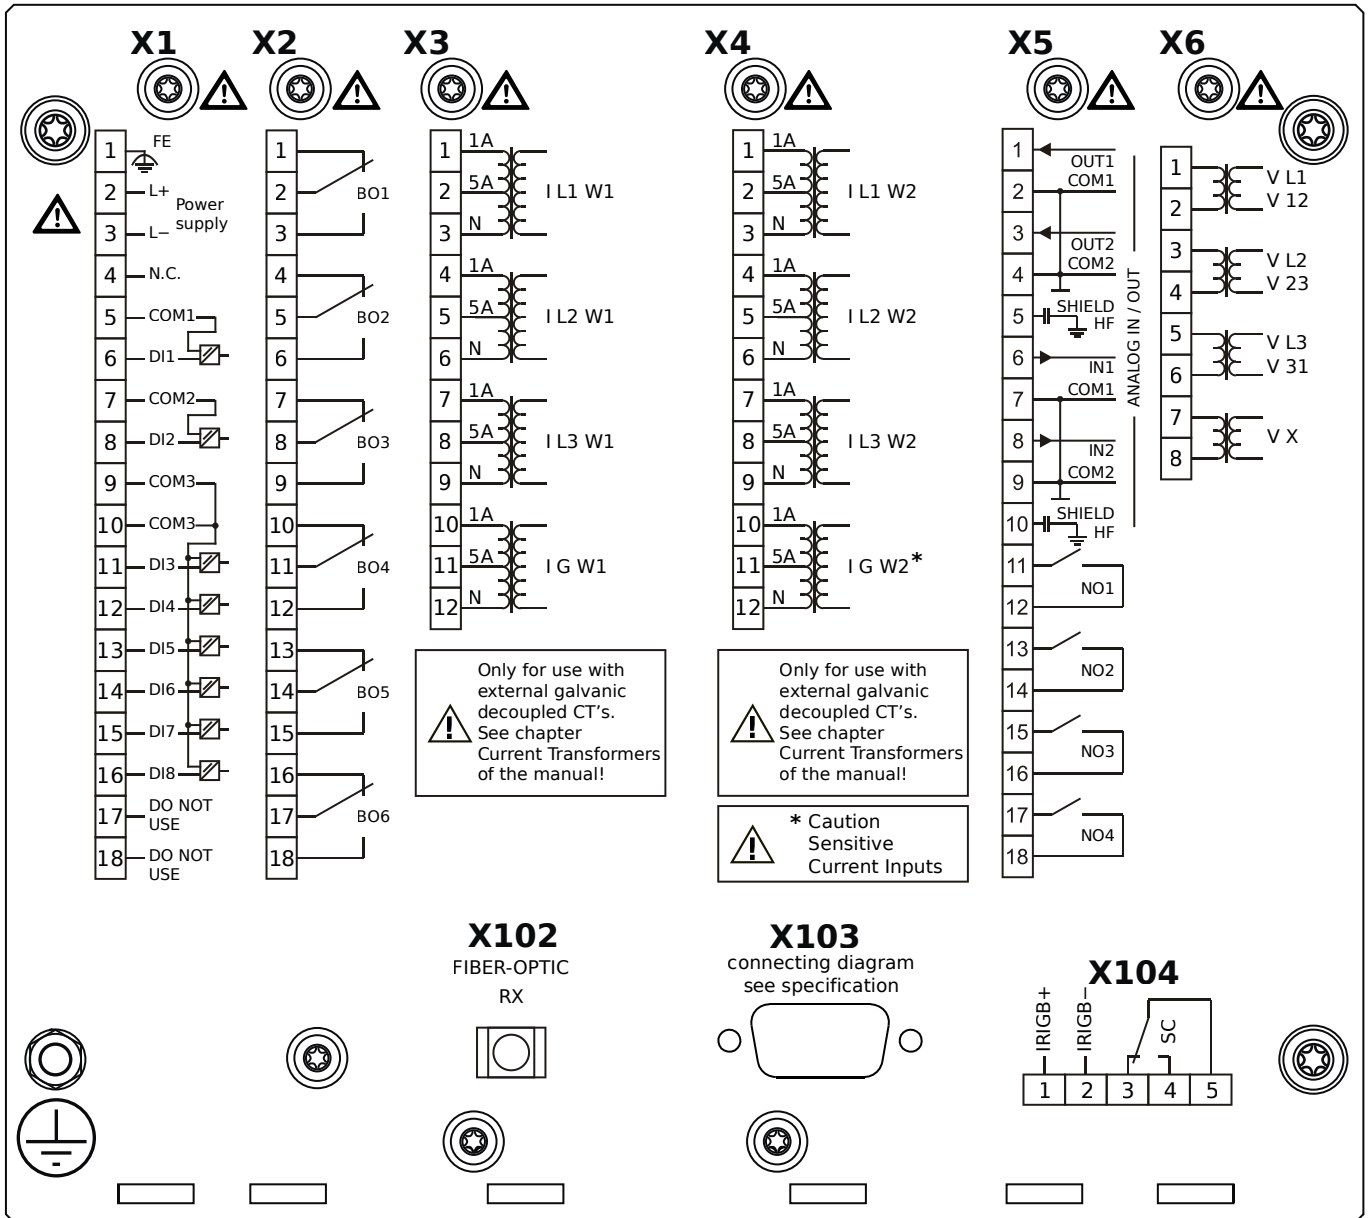 X1
X2
X3
X4
X5
X6
1 FE
2 L+
Power
supply
3 L−
4 N.C.
5 COM1
6 DI1
7 COM2
8 DI2
9 COM3
10 COM3
11 DI3
12 DI4
13 DI5
14 DI6
15 DI7
16 DI8
17 DO NOT
USE
18 DO NOT
USE
1
2 BO1
3
4
5 BO2
6
7
8 BO3
9
10
11 BO4
12
13
14 BO5
15
16
17 BO6
18
1 1A
2 5A I L1 W1
3 N
4 1A
5 5A I L2 W1
6 N
7 1A
8 5A I L3 W1
9 N
10 1A
11 5A I G W1
12 N
Only for use with
external galvanic
decoupled CT's.
See chapter
Current Transformers
of the manual!
1 1A
2 5A I L1 W2
3 N
4 1A
5 5A I L2 W2
6 N
7 1A
8 5A I L3 W2
9 N
10 1A
11 5A I G W2*
12 N
Only for use with
external galvanic
decoupled CT's.
See chapter
Current Transformers
of the manual!
* Caution
Sensitive
Current Inputs
1
OUT1
2 COM1
3
OUT2
4 COM2
5 SHIELD
HF
6
IN1
7 COM1
8
IN2
9 COM2
10 SHIELD
HF
ANALOG IN / OUT
11
NO1
12
13
NO2
14
15
NO3
16
17
NO4
18
1 V L1
2 V 12
3 V L2
4 V 23
5 V L3
6 V 31
7
V X
8
X102
FIBER-OPTIC
RX
X103
connecting diagram
see specification
X104
IRIGB+
IRIGB−
SC
1 2 3 4 5